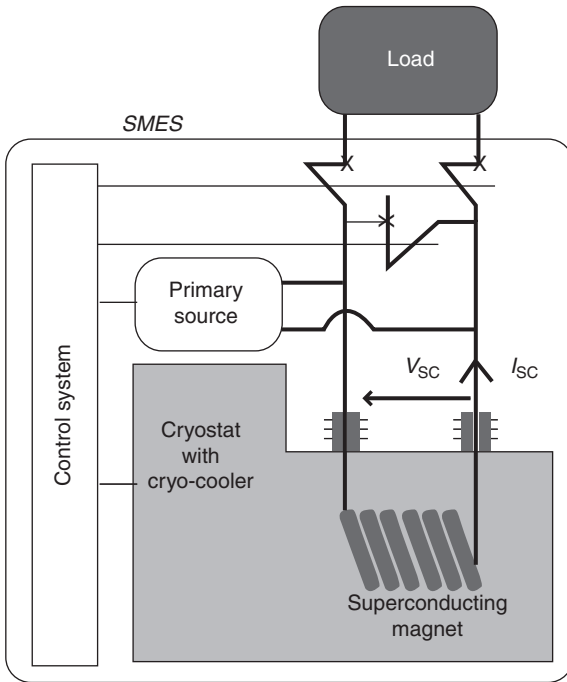 Load
SMES
Primary
source
V_SC
I_SC
Control system
Cryostat
with
cryo-cooler
Superconducting
magnet